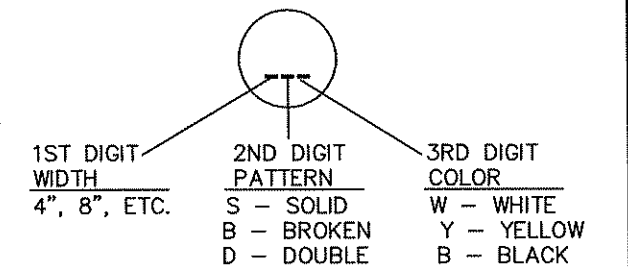 1ST DIGIT
WIDTH
4", 8", ETC.
2ND DIGIT
PATTERN
S – SOLID
B – BROKEN
D – DOUBLE
3RD DIGIT
COLOR
W – WHITE
Y – YELLOW
B – BLACK